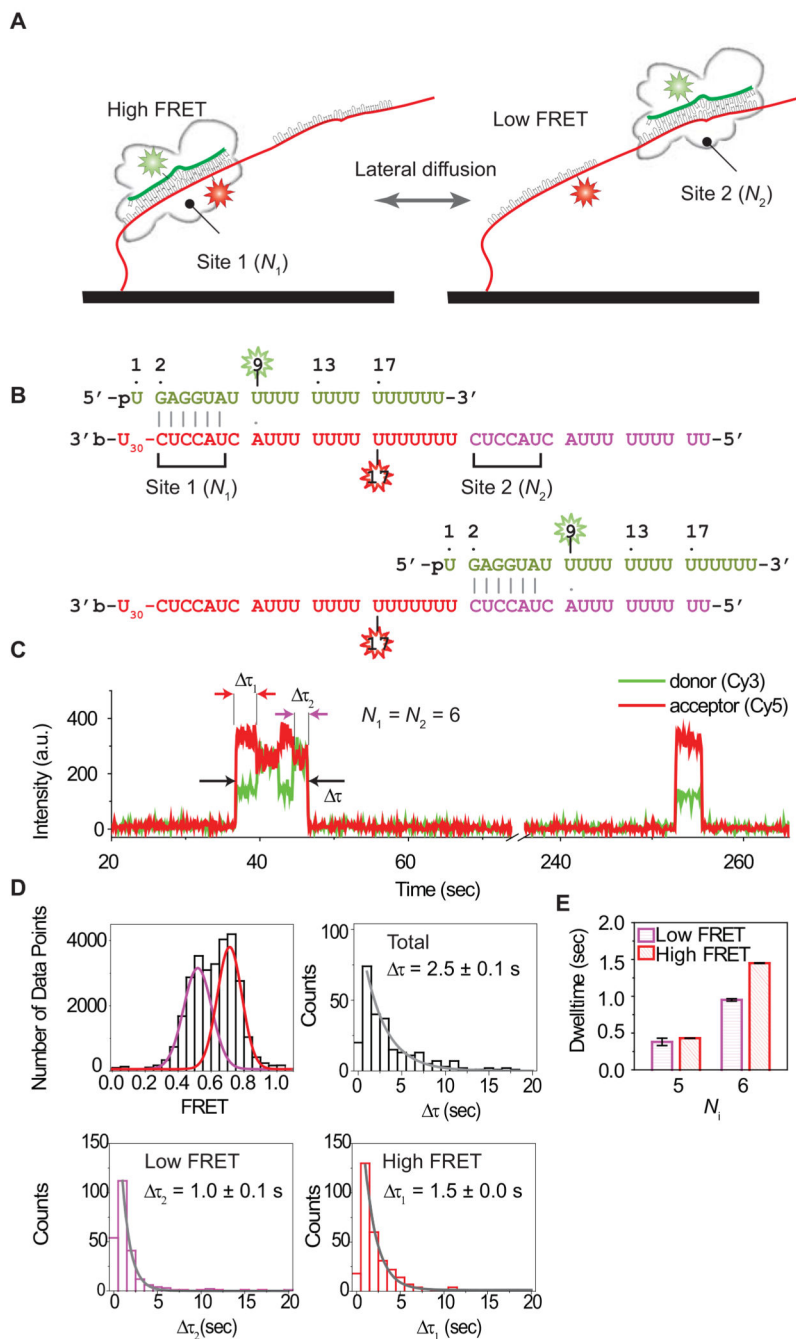 A
High FRET
Low FRET
Lateral diffusion
Site 1 (N1)
Site 2 (N2)
B
1 2 9 13 17
5′-pU GAGGUAU UUUU UUUU UUUUUU-3′
3′b-U30-CUCCAUC AUUU UUUU UUUUUUU CUCCAUC AUUU UUUU UU-5′
Site 1 (N1) 17 Site 2 (N2)
1 2 9 13 17
5′-pU GAGGUAU UUUU UUUU UUUUUU-3′
3′b-U30-CUCCAUC AUUU UUUU UUUUUUU CUCCAUC AUUU UUUU UU-5′
17
C
Δτ1
Δτ2
N1 = N2 = 6
donor (Cy3)
acceptor (Cy5)
Δτ
Intensity (a.u.)
400
200
0
20 40 60 240 260
Time (sec)
D
Number of Data Points
4000
2000
0
0.0 0.2 0.4 0.6 0.8 1.0
FRET
Counts
100
50
0
Total
Δτ = 2.5 ± 0.1 s
0 5 10 15 20
Δτ (sec)
E
Dwelltime (sec)
2.0
1.5
1.0
0.5
0.0
Low FRET
High FRET
5 6
Ni
Counts
150
100
50
0
Low FRET
Δτ2 = 1.0 ± 0.1 s
0 5 10 15 20
Δτ2(sec)
Counts
150
100
50
0
High FRET
Δτ1 = 1.5 ± 0.0 s
0 5 10 15 20
Δτ1(sec)